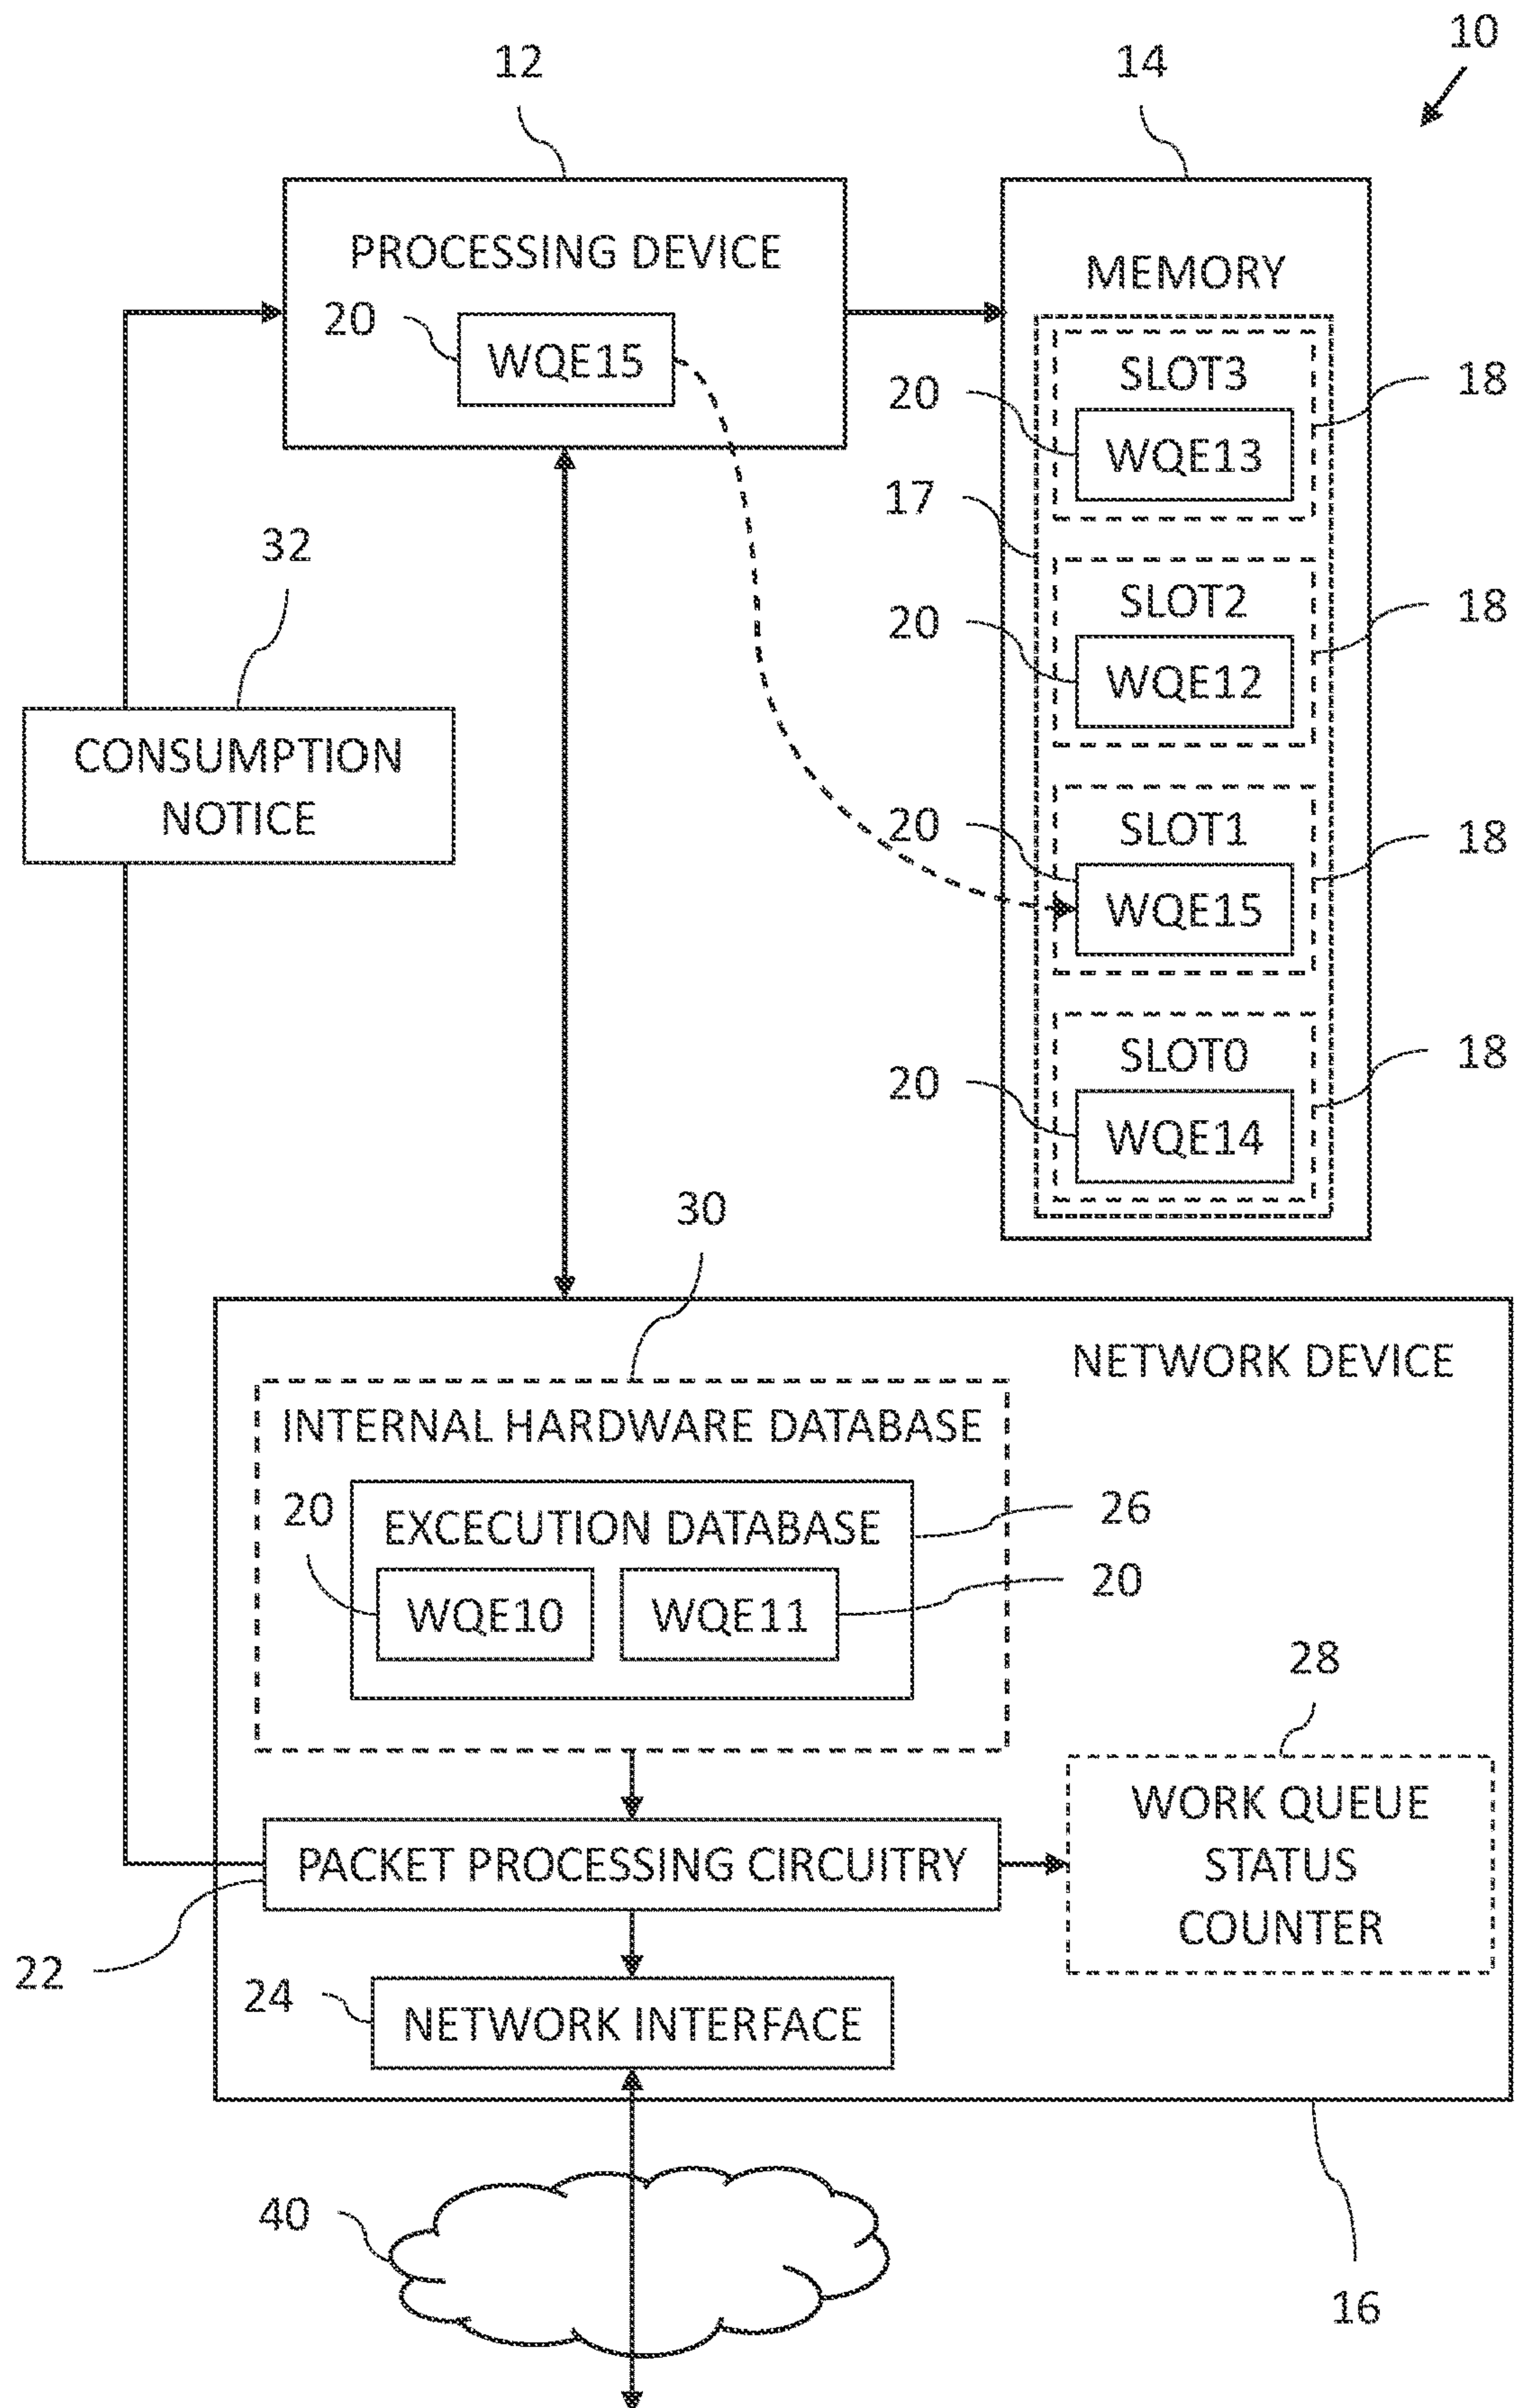 10
12
14
PROCESSING DEVICE
20
WQE15
MEMORY
SLOT3
20
WQE13
18
17
32
CONSUMPTION
NOTICE
SLOT2
20
WQE12
18
SLOT1
20
WQE15
18
SLOT0
20
WQE14
18
30
NETWORK DEVICE
INTERNAL HARDWARE DATABASE
20
EXCECUTION DATABASE
26
WQE10
WQE11
20
28
WORK QUEUE
STATUS
COUNTER
PACKET PROCESSING CIRCUITRY
22
24
NETWORK INTERFACE
40
16